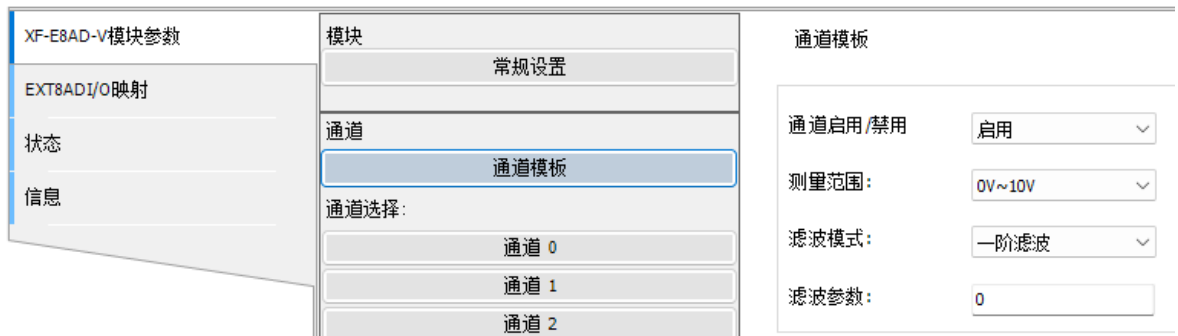 XF-E8AD-V模块参数
EXT8ADI/O映射
状态
信息
模块
常规设置
通道
通道模板
通道选择:
通道 0
通道 1
通道 2
通道模板
通道启用/禁用 启用
测量范围: 0V~10V
滤波模式: 一阶滤波
滤波参数: 0